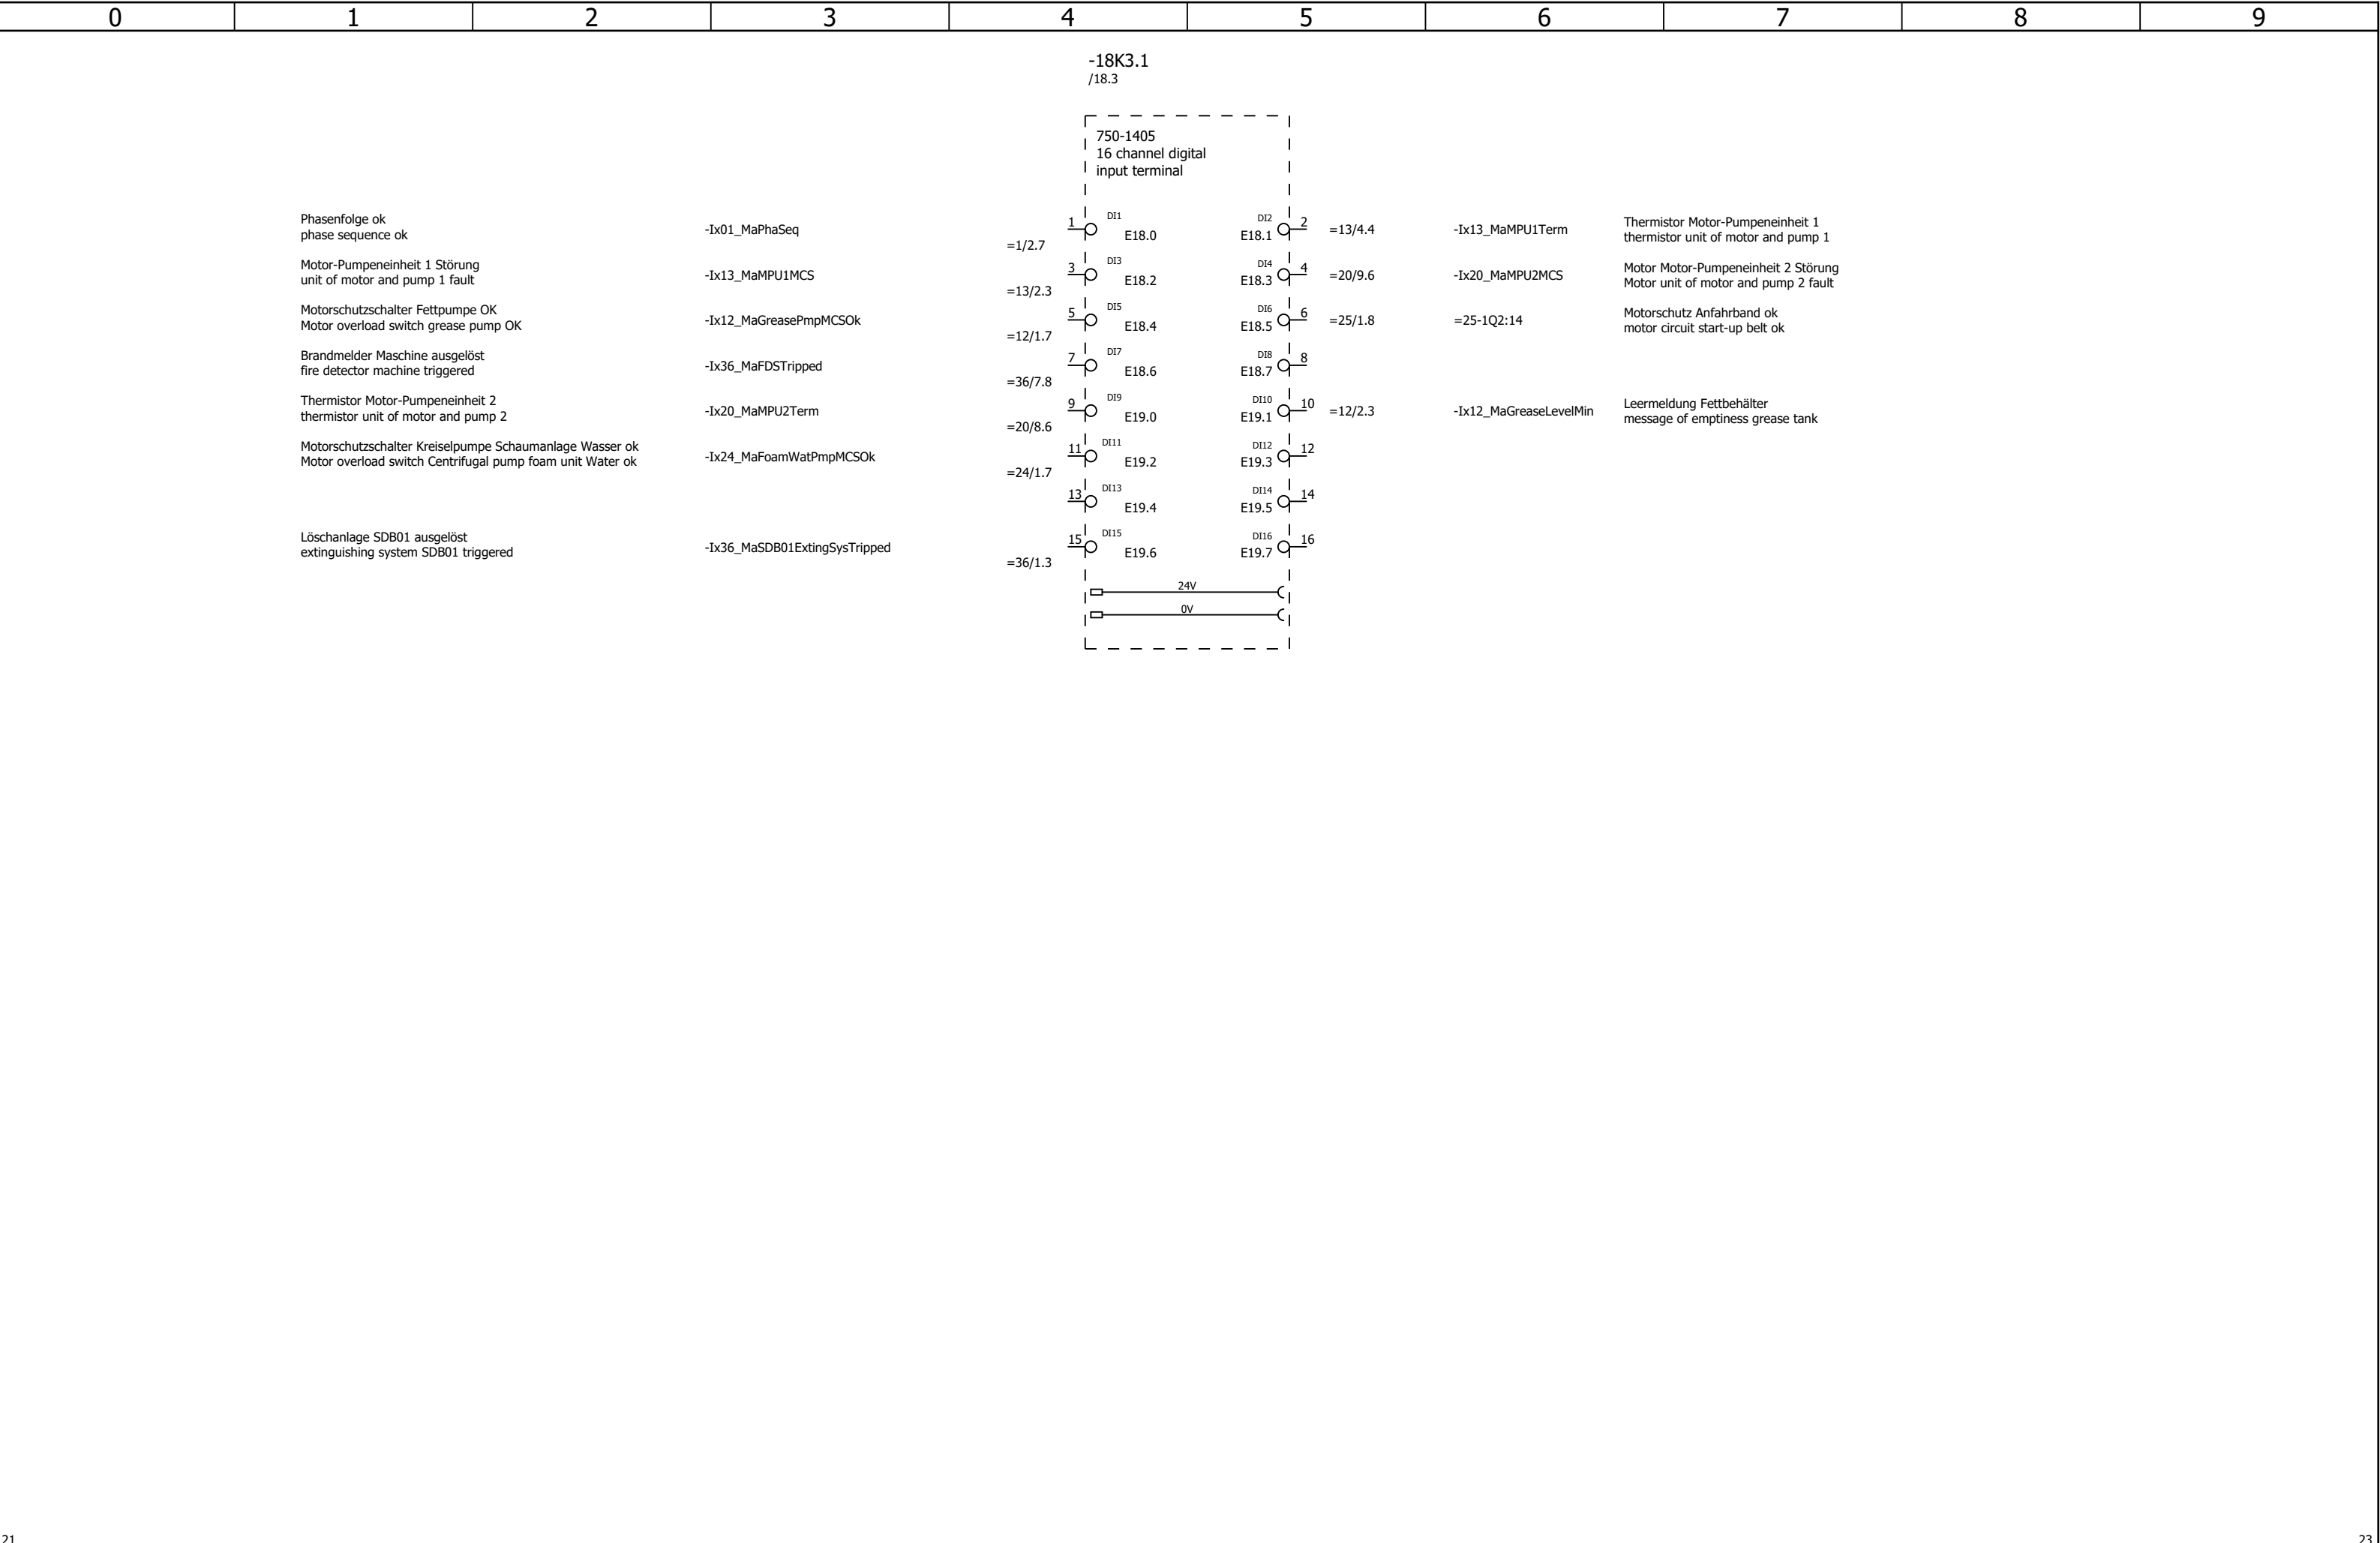 0 1 2 3 4 5 6 7 8 9
-18K3.1
/18.3
750-1405
16 channel digital
input terminal
Phasenfolge ok
phase sequence ok
-Ix01_MaPhaSeq
=1/2.7
1 DI1
E18.0
DI2 2
E18.1
=13/4.4
-Ix13_MaMPU1Term
Thermistor Motor-Pumpeneinheit 1
thermistor unit of motor and pump 1
Motor-Pumpeneinheit 1 Störung
unit of motor and pump 1 fault
-Ix13_MaMPU1MCS
=13/2.3
3 DI3
E18.2
DI4 4
E18.3
=20/9.6
-Ix20_MaMPU2MCS
Motor Motor-Pumpeneinheit 2 Störung
Motor unit of motor and pump 2 fault
Motorschutzschalter Fettpumpe OK
Motor overload switch grease pump OK
-Ix12_MaGreasePmpMCSOk
=12/1.7
5 DI5
E18.4
DI6 6
E18.5
=25/1.8
=25-1Q2:14
Motorschutz Anfahrband ok
motor circuit start-up belt ok
Brandmelder Maschine ausgelöst
fire detector machine triggered
-Ix36_MaFDSTripped
=36/7.8
7 DI7
E18.6
DI8 8
E18.7
Thermistor Motor-Pumpeneinheit 2
thermistor unit of motor and pump 2
-Ix20_MaMPU2Term
=20/8.6
9 DI9
E19.0
DI10 10
E19.1
=12/2.3
-Ix12_MaGreaseLevelMin
Leermeldung Fettbehälter
message of emptiness grease tank
Motorschutzschalter Kreiselpumpe Schaumanlage Wasser ok
Motor overload switch Centrifugal pump foam unit Water ok
-Ix24_MaFoamWatPmpMCSOk
=24/1.7
11 DI11
E19.2
DI12 12
E19.3
13 DI13
E19.4
DI14 14
E19.5
Löschanlage SDB01 ausgelöst
extinguishing system SDB01 triggered
-Ix36_MaSDB01ExtingSysTripped
=36/1.3
15 DI15
E19.6
DI16 16
E19.7
24V
0V
21
23